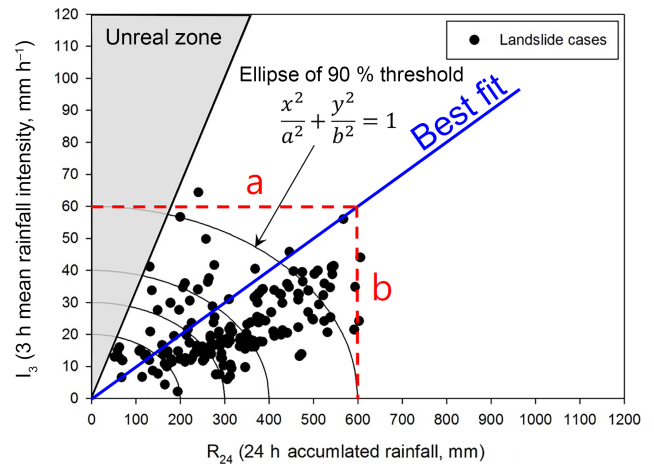 120
110
100
90
80
70
60
50
40
30
20
10
0
I₃ (3 h mean rainfall intensity, mm h⁻¹)
Unreal zone
Landslide cases
Ellipse of 90 % threshold
x²/a² + y²/b² = 1
Best fit
a
b
0 100 200 300 400 500 600 700 800 900 1000 1100 1200
R₂₄ (24 h accumlated rainfall, mm)